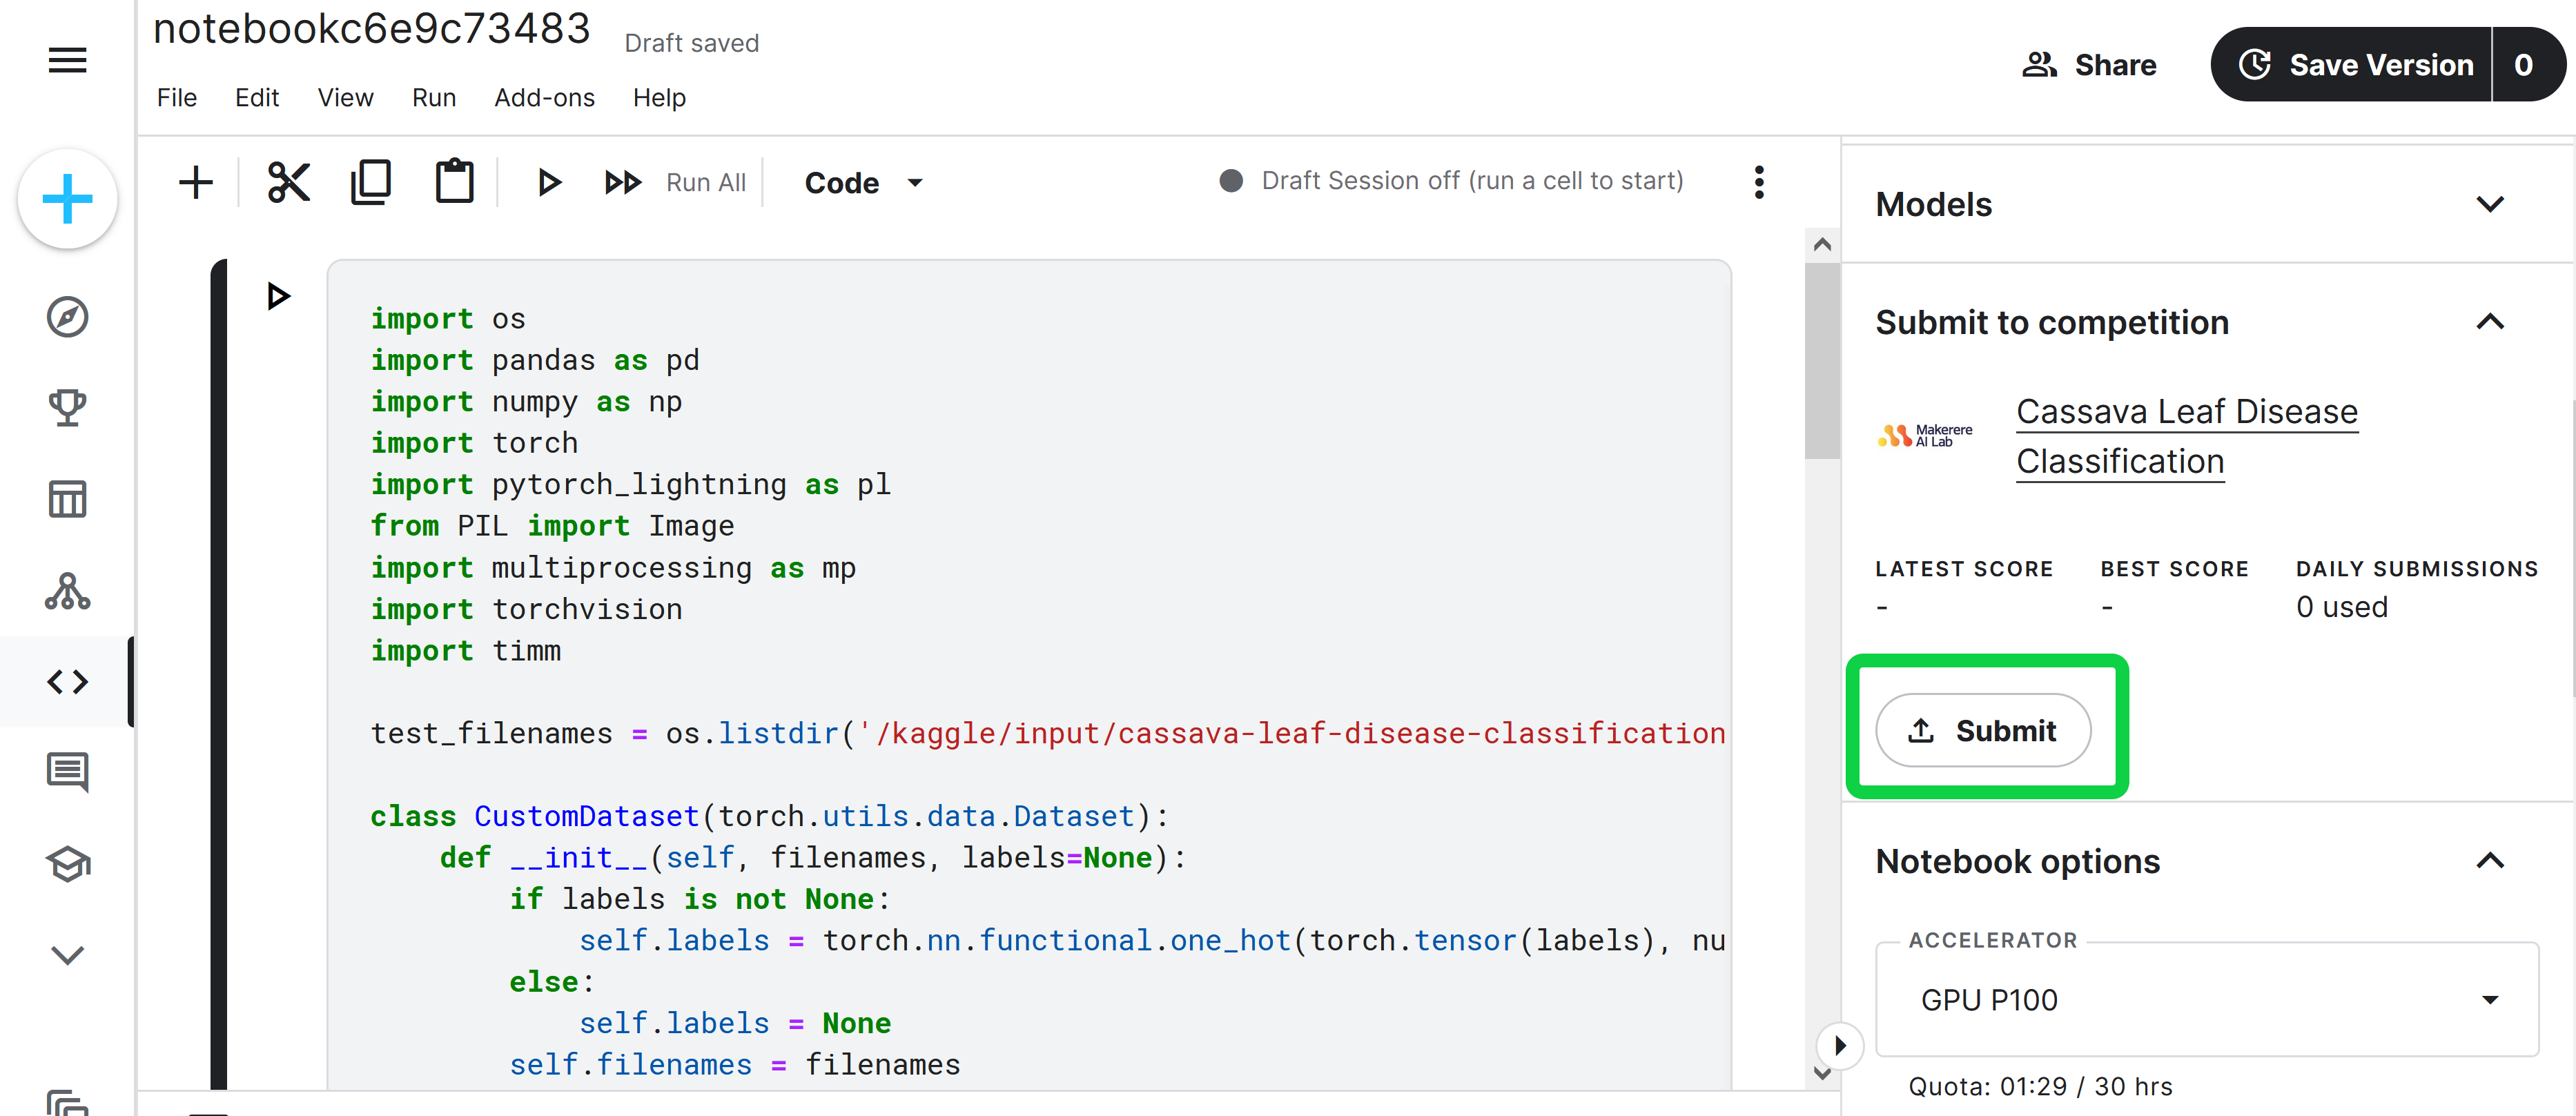 notebookc6e9c73483
Draft saved
File Edit View Run Add-ons Help
Share
Save Version
0
Run All
Code
Draft Session off (run a cell to start)
import os
import pandas as pd
import numpy as np
import torch
import pytorch_lightning as pl
from PIL import Image
import multiprocessing as mp
import torchvision
import timm
test_filenames = os.listdir('/kaggle/input/cassava-leaf-disease-classification
class CustomDataset(torch.utils.data.Dataset):
def __init__(self, filenames, labels=None):
if labels is not None:
self.labels = torch.nn.functional.one_hot(torch.tensor(labels), nu
else:
self.labels = None
self.filenames = filenames
Models
Submit to competition
Makerere
AI Lab
Cassava Leaf Disease
Classification
LATEST SCORE BEST SCORE DAILY SUBMISSIONS
- - 0 used
Submit
Notebook options
ACCELERATOR
GPU P100
Quota: 01:29 / 30 hrs